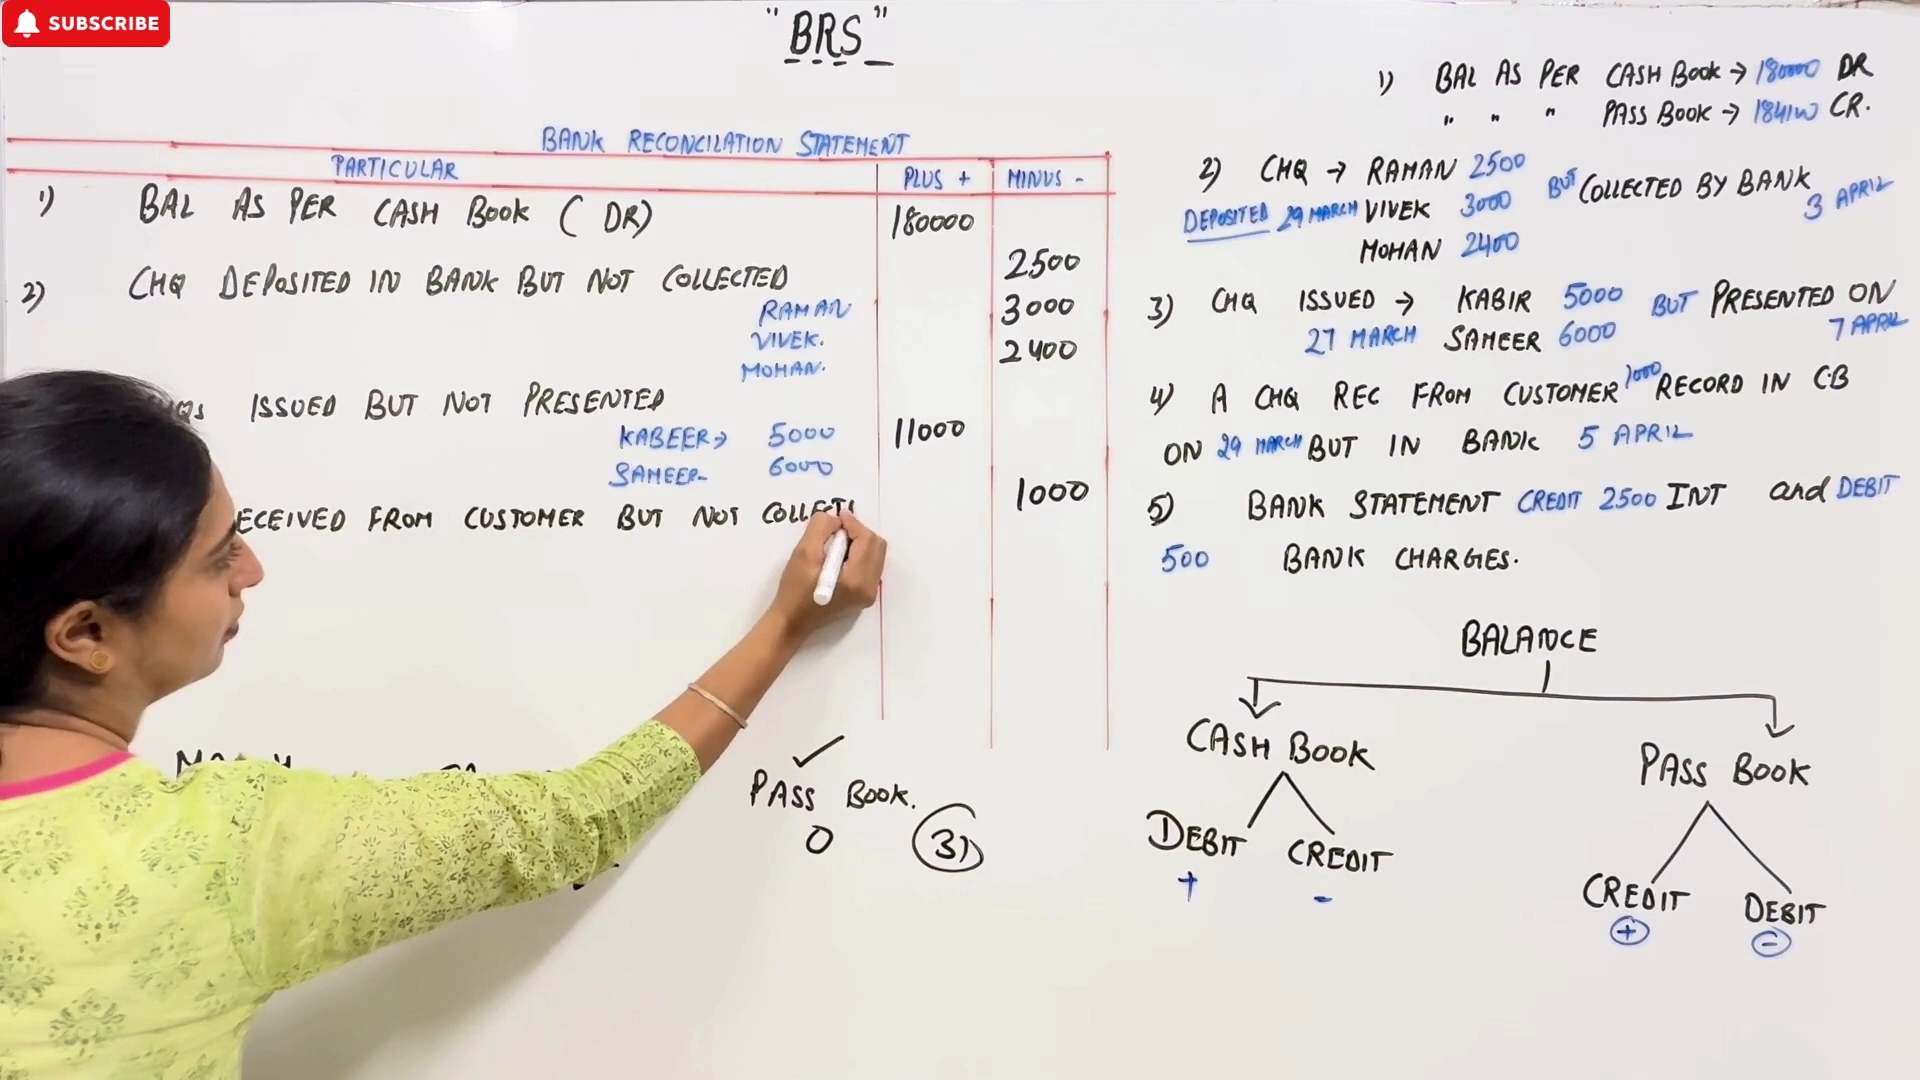 SUBSCRIBE
"BRS"
BANK RECONCILATION STATEMENT
PARTICULAR PLUS + MINUS -
1) BAL AS PER CASH BOOK (DR) 180000
2) CHQ DEPOSITED IN BANK BUT NOT COLLECTED 2500
RAMAN 3000
VIVEK. 2400
MOHAN.
ISSUED BUT NOT PRESENTED
KABEER → 5000 11000
SAMEER- 6000
ECEIVED FROM CUSTOMER BUT NOT 1000
PASS BOOK.
0
1) BAL AS PER CASH BOOK → 180000 DR
" " " PASS BOOK → 184100 CR.
2) CHQ → RAMAN 2500
DEPOSITED 29 MARCH VIVEK 3000 BUT COLLECTED BY BANK
MOHAN 2400 3 APRIL
3) CHQ ISSUED → KABIR 5000 BUT PRESENTED ON
27 MARCH SAMEER 6000 7 APRIL
4) A CHQ REC FROM CUSTOMER 1000 RECORD IN C.B
ON 29 MARCH BUT IN BANK 5 APRIL
5) BANK STATEMENT CREDIT 2500 INT and DEBIT
500 BANK CHARGES.
BALANCE
CASH BOOK PASS BOOK
DEBIT CREDIT CREDIT DEBIT
+ - + -